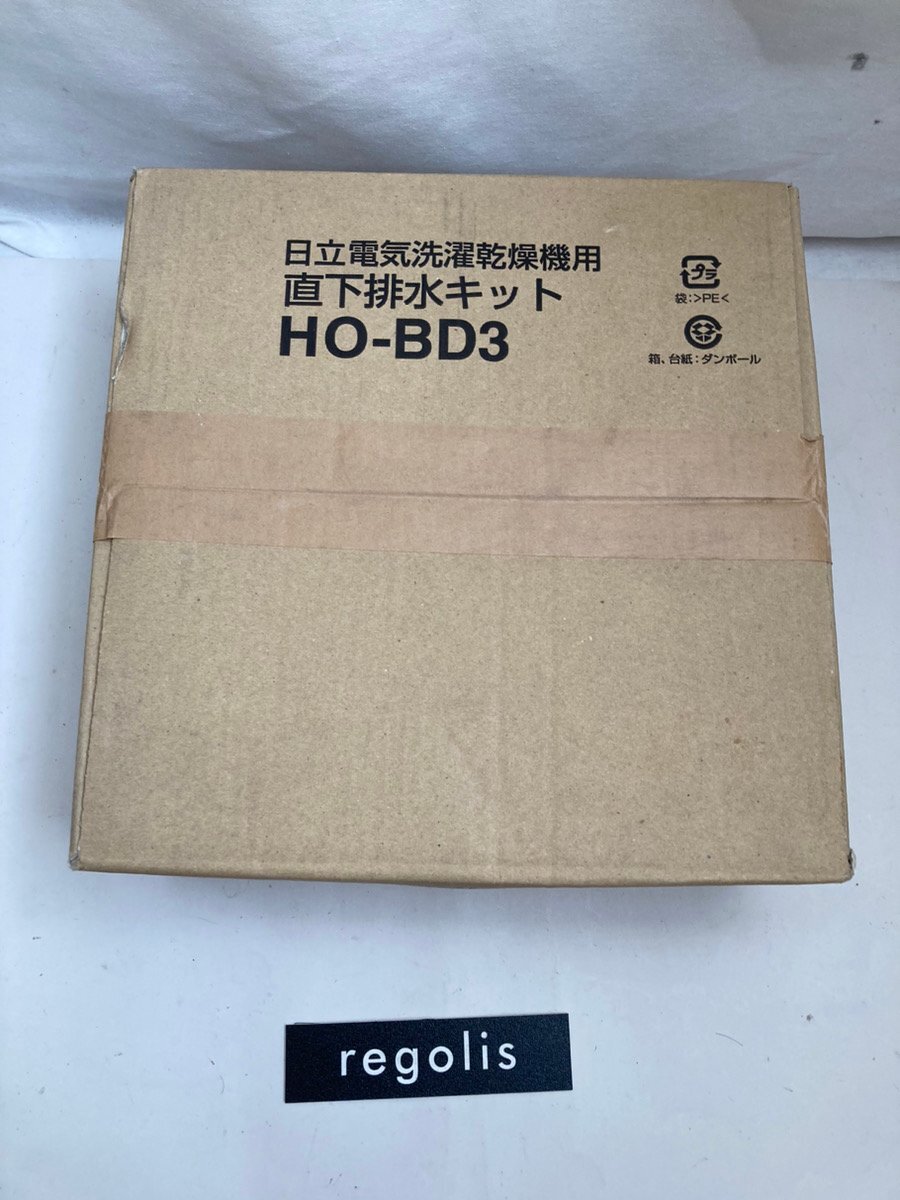 日立電気洗濯乾燥機用
直下排水キット
HO-BD3
プラ
袋:>PE<
箱、台紙:ダンボール
regolis